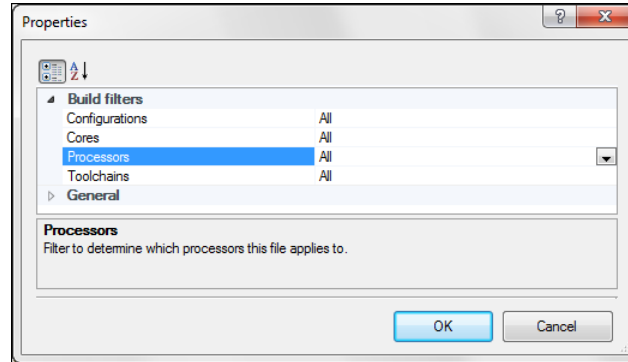 Properties
?
A
Z
Build filters
Configurations All
Cores All
Processors All
Toolchains All
General
Processors
Filter to determine which processors this file applies to.
OK Cancel